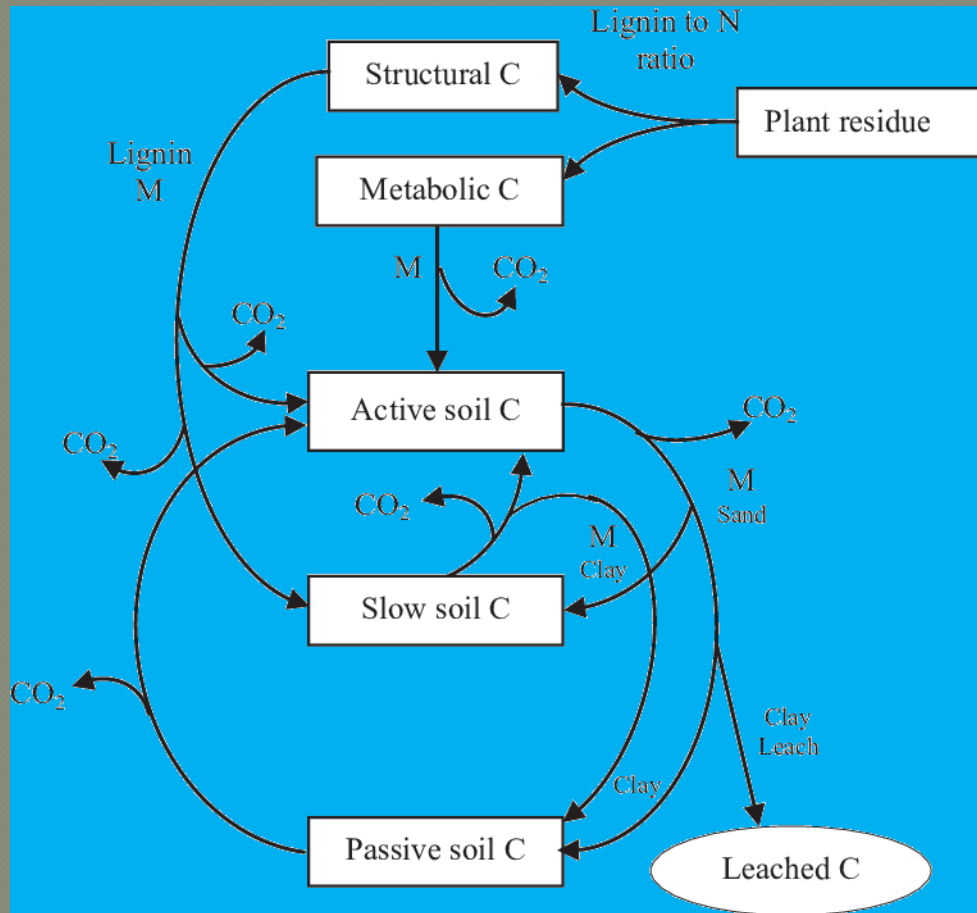 Lignin to N
ratio
Structural C
Plant residue
Lignin
M
Metabolic C
M
CO₂
CO₂
Active soil C
CO₂
CO₂
M
Sand
CO₂
M
Clay
Slow soil C
CO₂
Clay
Leach
Clay
Passive soil C
Leached C